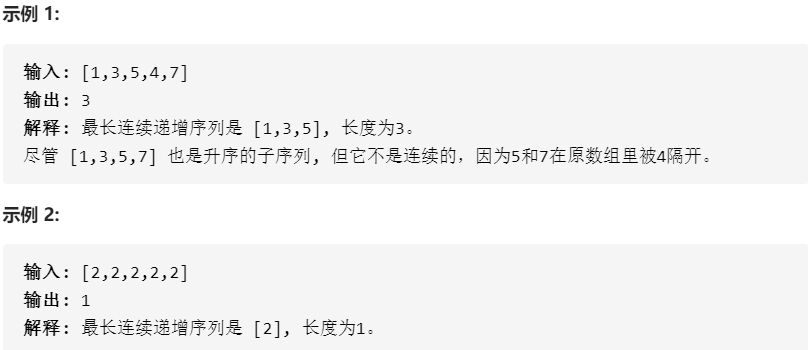 示例 1:
输入: [1,3,5,4,7]
输出: 3
解释: 最长连续递增序列是 [1,3,5], 长度为3。
尽管 [1,3,5,7] 也是升序的子序列, 但它不是连续的，因为5和7在原数组里被4隔开。
示例 2:
输入: [2,2,2,2,2]
输出: 1
解释: 最长连续递增序列是 [2], 长度为1。